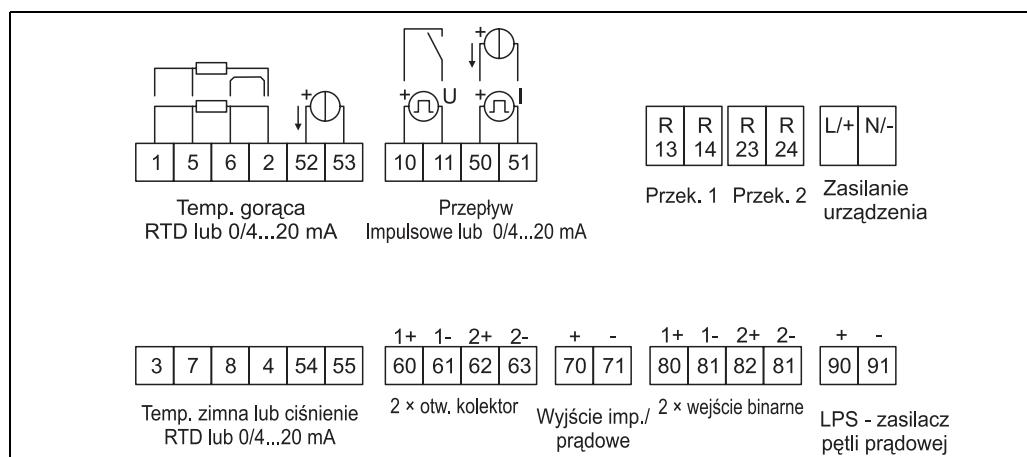 + U + I
+ + +
1 5 6 2 52 53
10 11 50 51
R 13 R 14 R 23 R 24
L/+ N/-
Temp. gorąca
RTD lub 0/4...20 mA
Przepływ
Impulsowe lub 0/4...20 mA
Przek. 1 Przek. 2
Zasilanie
urządzenia
1+ 1- 2+ 2-
+ -
1+ 1- 2+ 2-
+ -
3 7 8 4 54 55
60 61 62 63
70 71
80 81 82 81
90 91
Temp. zimna lub ciśnienie
RTD lub 0/4...20 mA
2 × otw. kolektor
Wyjście imp./
prądowe
2 × wejście binarne
LPS - zasilacz
pętli prądowej